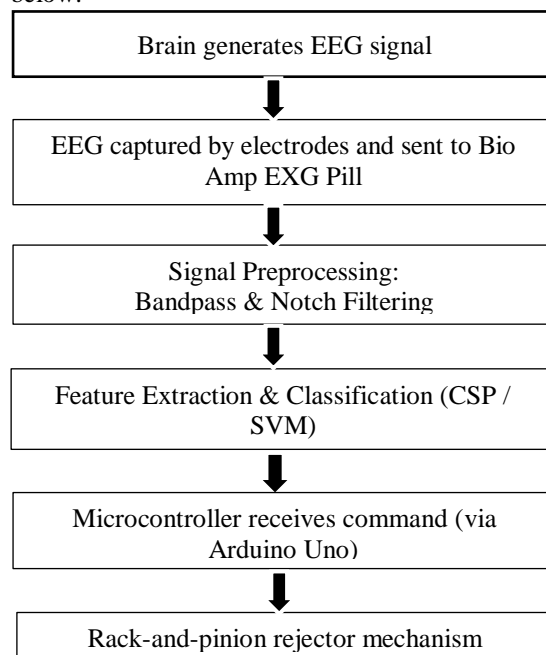 below.
Brain generates EEG signal
EEG captured by electrodes and sent to Bio
Amp EXG Pill
Signal Preprocessing:
Bandpass & Notch Filtering
Feature Extraction & Classification (CSP /
SVM)
Microcontroller receives command (via
Arduino Uno)
Rack-and-pinion rejector mechanism